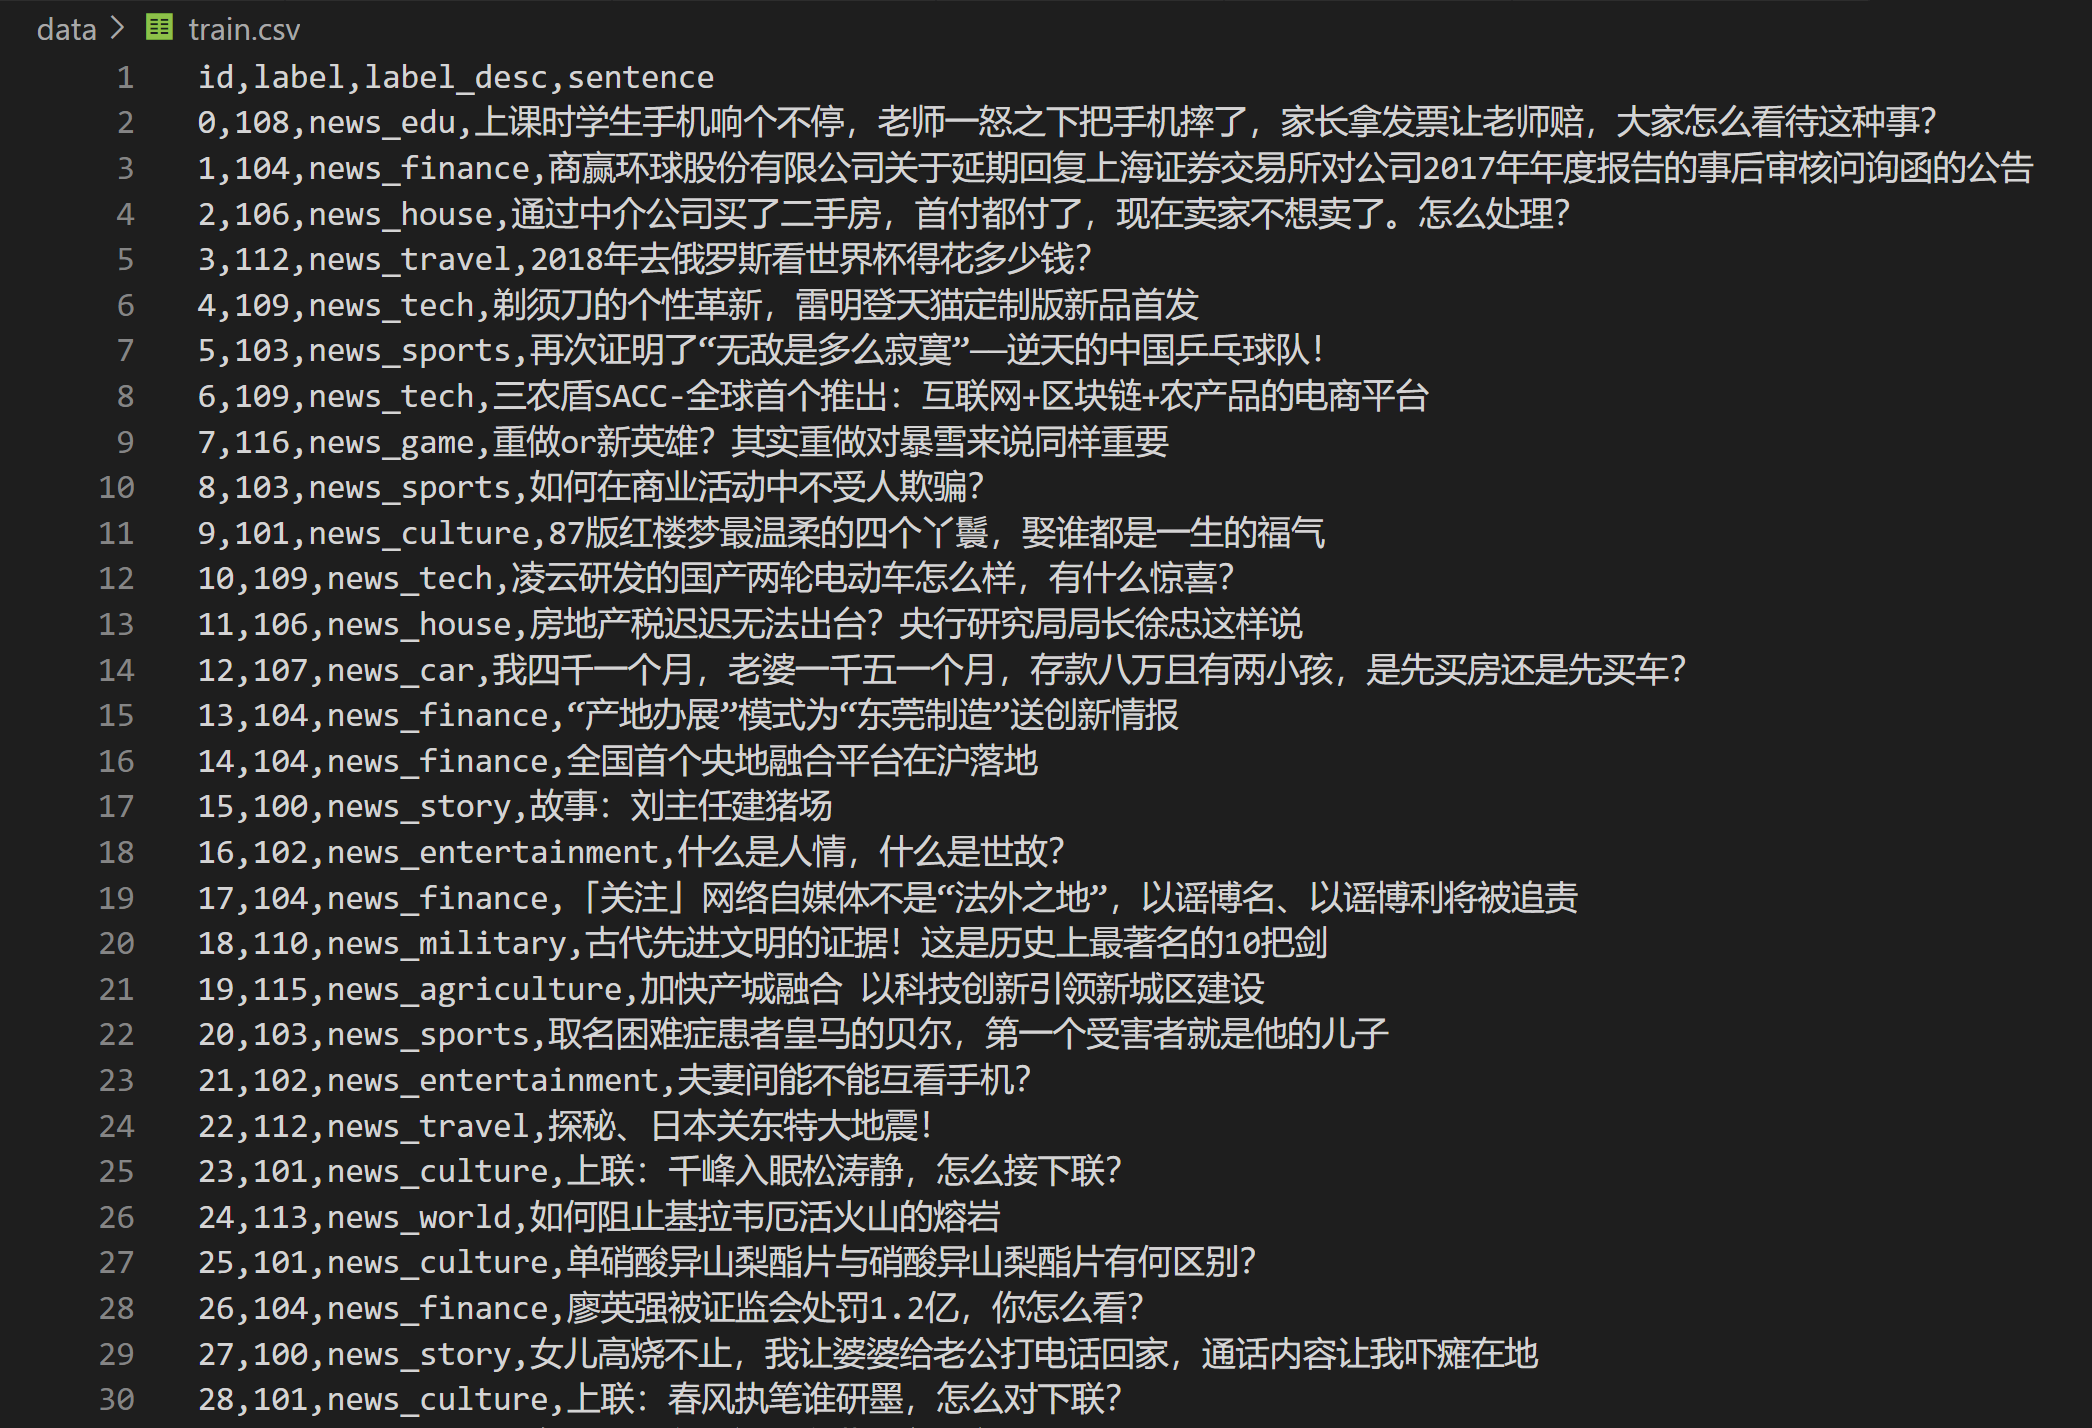 data > train.csv
1 id,label,label_desc,sentence
2 0,108,news_edu,上课时学生手机响个不停，老师一怒之下把手机摔了，家长拿发票让老师赔，大家怎么看待这种事？
3 1,104,news_finance,商赢环球股份有限公司关于延期回复上海证券交易所对公司2017年年度报告的事后审核问询函的公告
4 2,106,news_house,通过中介公司买了二手房，首付都付了，现在卖家不想卖了。怎么处理？
5 3,112,news_travel,2018年去俄罗斯看世界杯得花多少钱？
6 4,109,news_tech,剃须刀的个性革新，雷明登天猫定制版新品首发
7 5,103,news_sports,再次证明了“无敌是多么寂寞”——逆天的中国乒乓球队！
8 6,109,news_tech,三农盾SACC-全球首个推出：互联网+区块链+农产品的电商平台
9 7,116,news_game,重做or新英雄？其实重做对暴雪来说同样重要
10 8,103,news_sports,如何在商业活动中不受人欺骗？
11 9,101,news_culture,87版红楼梦最温柔的四个丫鬟，娶谁都是一生的福气
12 10,109,news_tech,凌云研发的国产两轮电动车怎么样，有什么惊喜？
13 11,106,news_house,房地产税迟迟无法出台？央行研究局局长徐忠这样说
14 12,107,news_car,我四千一个月，老婆一千五一个月，存款八万且有两小孩，是先买房还是先买车？
15 13,104,news_finance,“产地办展”模式为“东莞制造”送创新情报
16 14,104,news_finance,全国首个央地融合平台在沪落地
17 15,100,news_story,故事：刘主任建猪场
18 16,102,news_entertainment,什么是人情，什么是世故？
19 17,104,news_finance,「关注」网络自媒体不是“法外之地”，以谣博名、以谣博利将被追责
20 18,110,news_military,古代先进文明的证据！这是历史上最著名的10把剑
21 19,115,news_agriculture,加快产城融合 以科技创新引领新城区建设
22 20,103,news_sports,取名困难症患者皇马的贝尔，第一个受害者就是他的儿子
23 21,102,news_entertainment,夫妻间能不能互看手机？
24 22,112,news_travel,探秘、日本关东特大地震！
25 23,101,news_culture,上联：千峰入眠松涛静，怎么接下联？
26 24,113,news_world,如何阻止基拉韦厄活火山的熔岩
27 25,101,news_culture,单硝酸异山梨酯片与硝酸异山梨酯片有何区别？
28 26,104,news_finance,廖英强被证监会处罚1.2亿，你怎么看？
29 27,100,news_story,女儿高烧不止，我让婆婆给老公打电话回家，通话内容让我吓瘫在地
30 28,101,news_culture,上联：春风执笔谁研墨，怎么对下联？